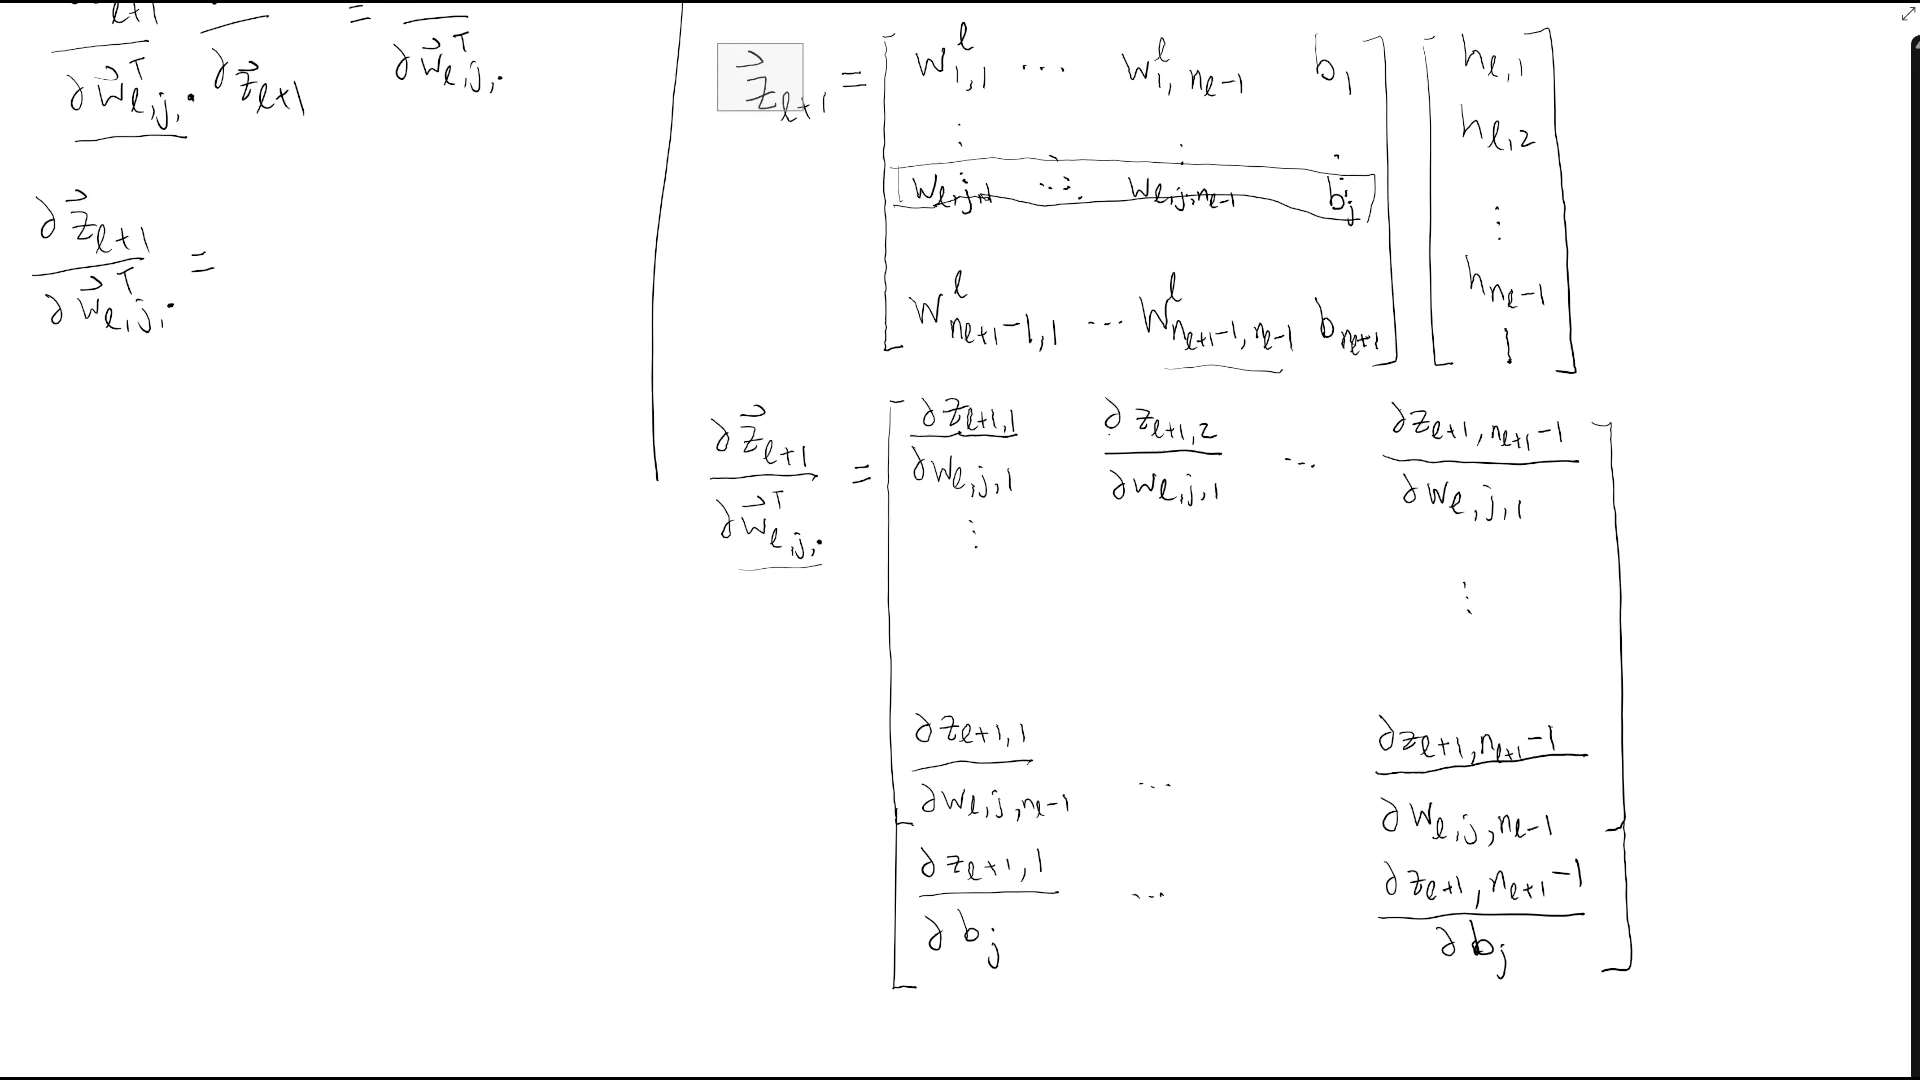 ℓ+1 =
∂w⃗ᵀ_{ℓ,j,·} ∂z⃗_{ℓ+1} ∂w⃗ᵀ_{ℓ,j,·}
∂z⃗_{ℓ+1}
=
∂w⃗ᵀ_{ℓ,j,·}
z⃗_{ℓ+1} = [ w^ℓ_{1,1} ⋯ w^ℓ_{1,n_ℓ-1} b_1 ] [ h_{ℓ,1}
h_{ℓ,2}
⋮ ⋮ ⋮
w_{ℓ,j,1} ⋯ w_{ℓ,j,n_ℓ-1} b_j
⋮
w^ℓ_{n_{ℓ+1}-1,1} ⋯ w^ℓ_{n_{ℓ+1}-1,n_ℓ-1} b_{n_{ℓ+1}} h_{n_ℓ-1}
1 ]
∂z⃗_{ℓ+1} = [ ∂z_{ℓ+1,1} ∂z_{ℓ+1,2} ⋯ ∂z_{ℓ+1,n_{ℓ+1}-1}
∂w⃗ᵀ_{ℓ,j,·} ∂w_{ℓ,j,1} ∂w_{ℓ,j,1} ∂w_{ℓ,j,1}
⋮ ⋮
∂z_{ℓ+1,1} ⋯ ∂z_{ℓ+1,n_{ℓ+1}-1}
∂w_{ℓ,j,n_ℓ-1} ∂w_{ℓ,j,n_ℓ-1}
∂z_{ℓ+1,1} ⋯ ∂z_{ℓ+1,n_{ℓ+1}-1}
∂b_j ∂b_j ]